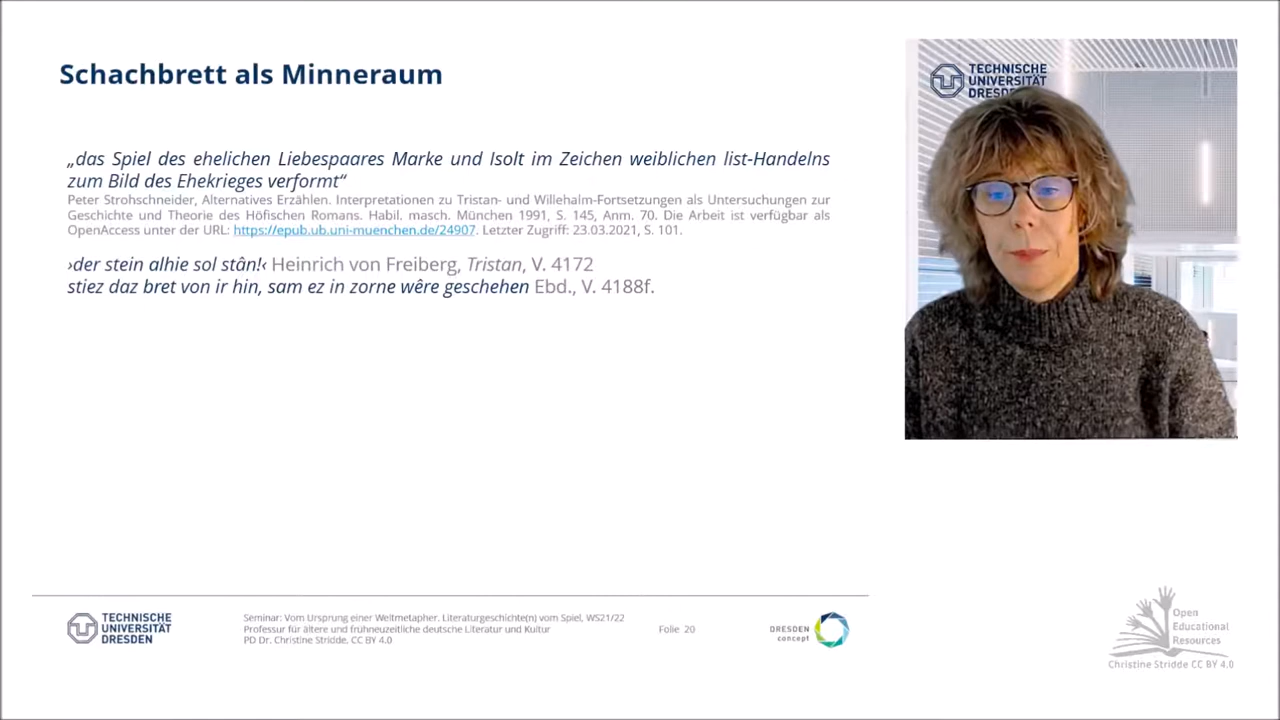 Schachbrett als Minneraum
„das Spiel des ehelichen Liebespaares Marke und Isolt im Zeichen weiblichen list-Handelns
zum Bild des Ehekrieges verformt“
Peter Strohschneider, Alternatives Erzählen. Interpretationen zu Tristan- und Willehalm-Fortsetzungen als Untersuchungen zur
Geschichte und Theorie des Höfischen Romans. Habil. masch. München 1991, S. 145, Anm. 70. Die Arbeit ist verfügbar als
OpenAccess unter der URL: https://epub.ub.uni-muenchen.de/24907. Letzter Zugriff: 23.03.2021, S. 101.
›der stein alhie sol stân!‹ Heinrich von Freiberg, Tristan, V. 4172
stiez daz bret von ir hin, sam ez in zorne wêre geschehen Ebd., V. 4188f.
TECHNISCHE
UNIVERSITÄT
DRESDEN
TECHNISCHE
UNIVERSITÄT
DRESDEN
Seminar: Vom Ursprung einer Weltmetapher. Literaturgeschichte(n) vom Spiel, WS21/22
Professur für ältere und frühneuzeitliche deutsche Literatur und Kultur
PD Dr. Christine Stridde, CC BY 4.0
Folie 20
DRESDEN
concept
Open
Educational
Resources
Christine Stridde CC BY 4.0